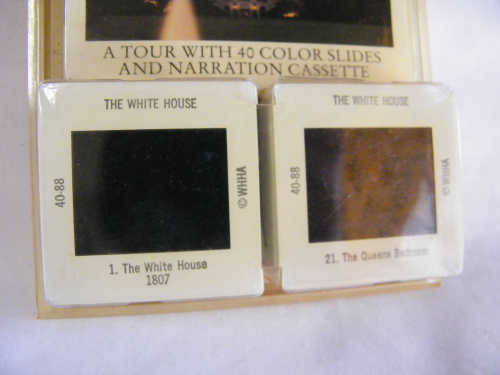 A TOUR WITH 40 COLOR SLIDES
AND NARRATION CASSETTE
THE WHITE HOUSE
40-88
© WHHA
1. The White House
1807
THE WHITE HOUSE
40-88
© WHHA
21. The Queens Bedroom